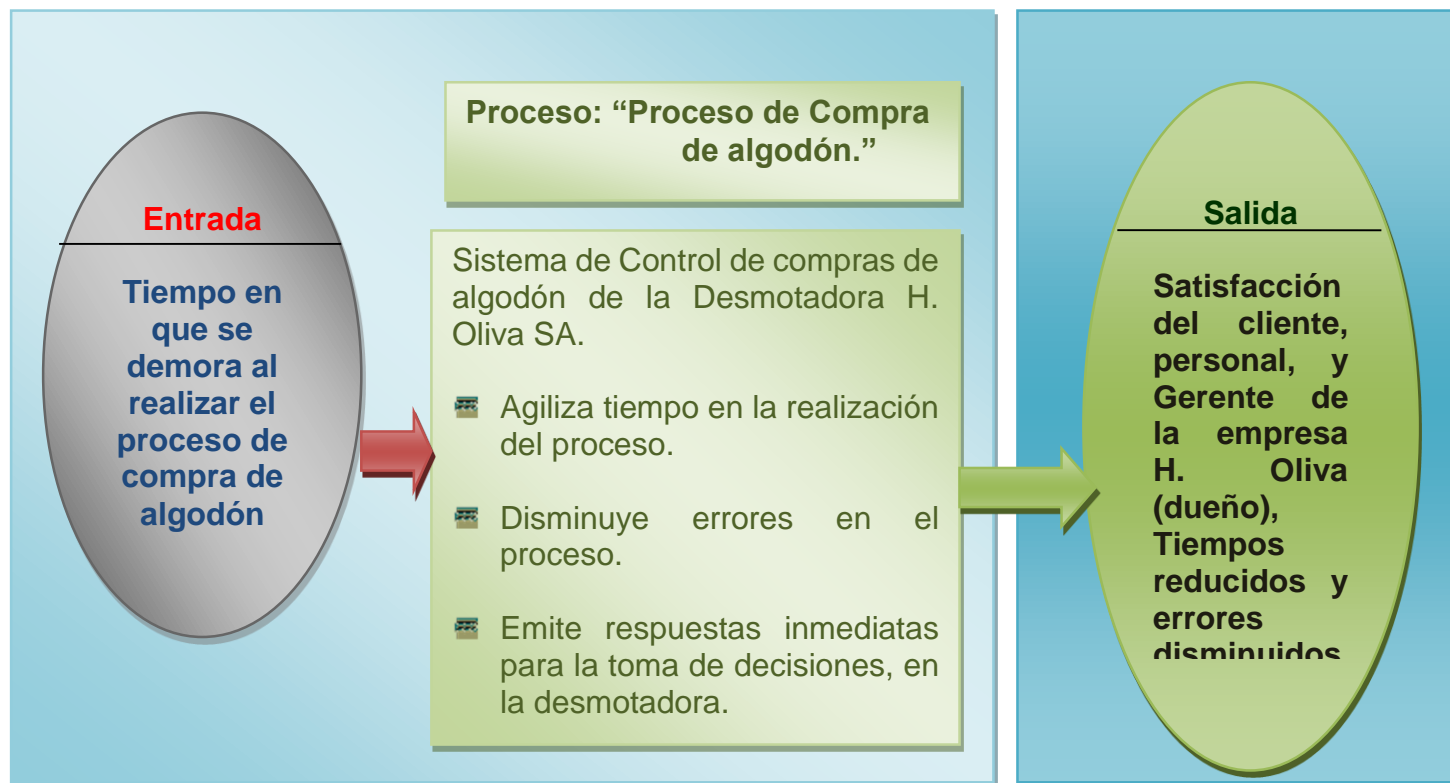 Entrada
Tiempo en
que se
demora al
realizar el
proceso de
compra de
algodón
Proceso: “Proceso de Compra
de algodón.”
Sistema de Control de compras de
algodón de la Desmotadora H.
Oliva SA.
Agiliza tiempo en la realización
del proceso.
Disminuye errores en el
proceso.
Emite respuestas inmediatas
para la toma de decisiones, en
la desmotadora.
Salida
Satisfacción
del cliente,
personal, y
Gerente de
la empresa
H. Oliva
(dueño),
Tiempos
reducidos y
errores
disminuidos